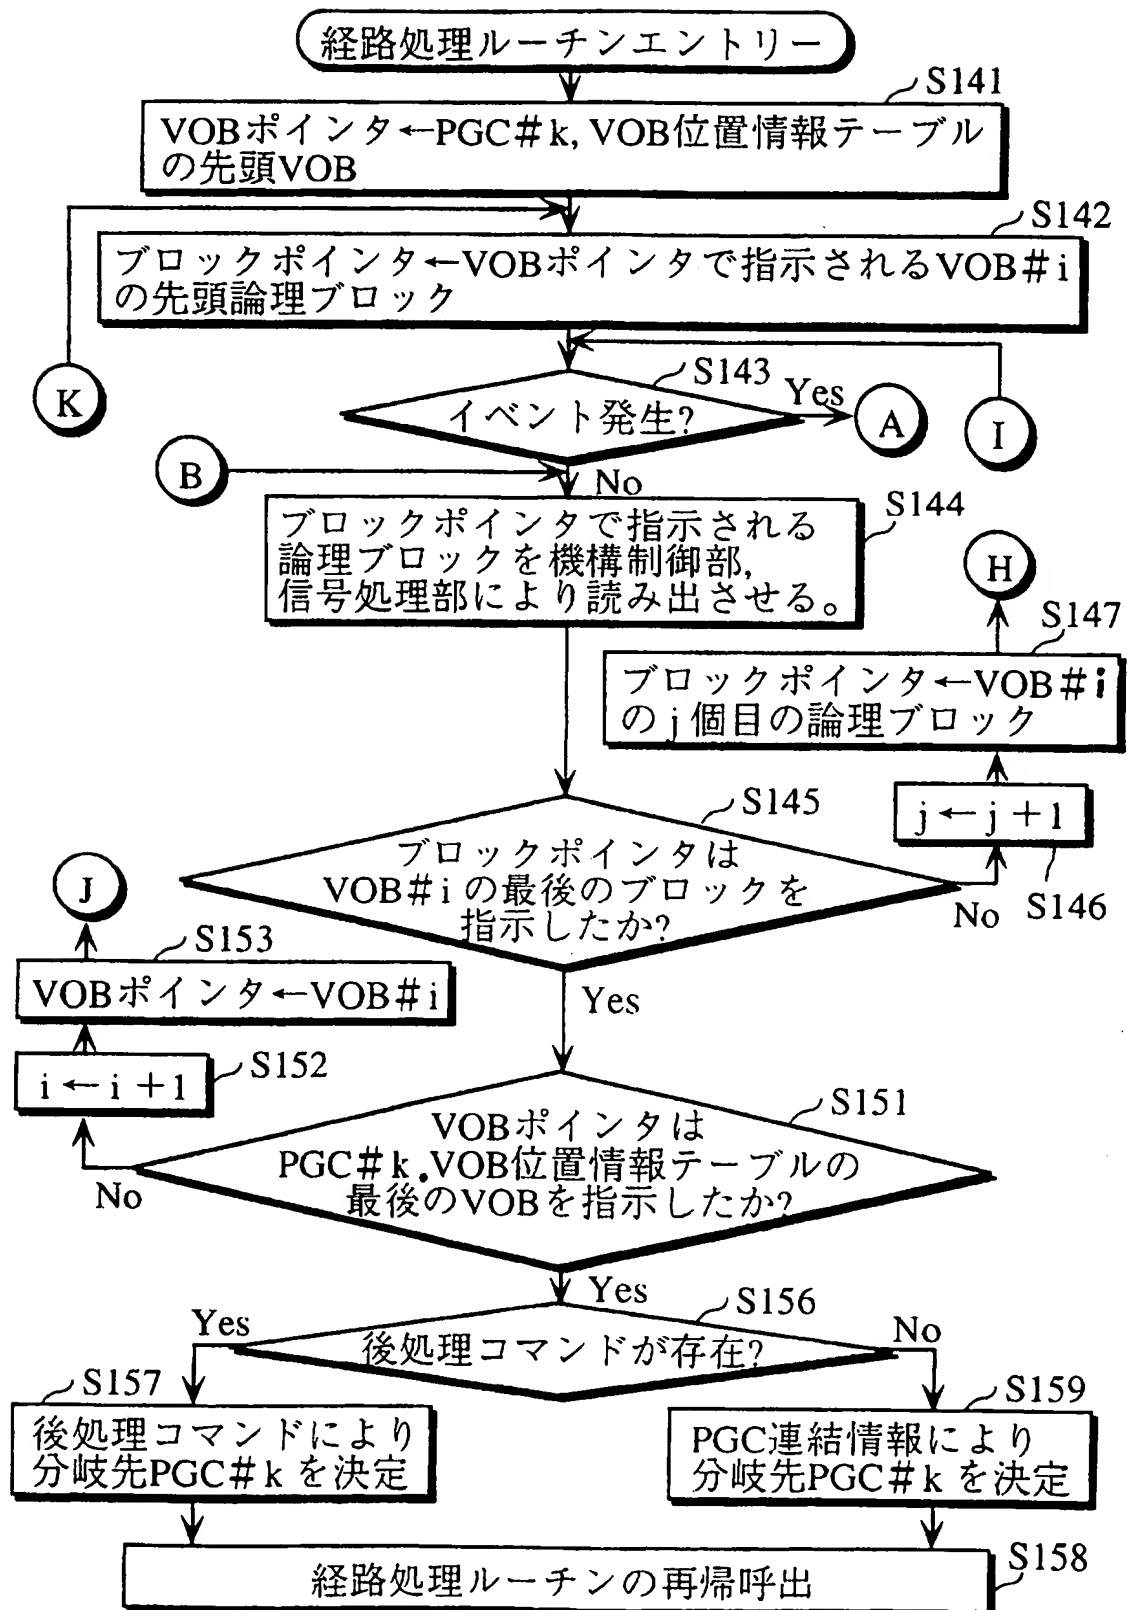 経路処理ルーチンエントリー
S141
VOBポインタ←PGC#k, VOB位置情報テーブル
の先頭VOB
S142
ブロックポインタ←VOBポインタで指示されるVOB#i
の先頭論理ブロック
K
S143
イベント発生?
Yes
A
I
B
No
S144
ブロックポインタで指示される
論理ブロックを機構制御部,
信号処理部により読み出させる。
H
S147
ブロックポインタ←VOB#i
のj個目の論理ブロック
j←j+1
S146
S145
ブロックポインタは
VOB#iの最後のブロックを
指示したか?
No
Yes
J
S153
VOBポインタ←VOB#i
i←i+1
S152
S151
VOBポインタは
PGC#k.VOB位置情報テーブルの
最後のVOBを指示したか?
No
Yes
S156
後処理コマンドが存在?
Yes
No
S157
後処理コマンドにより
分岐先PGC#kを決定
S159
PGC連結情報により
分岐先PGC#kを決定
S158
経路処理ルーチンの再帰呼出